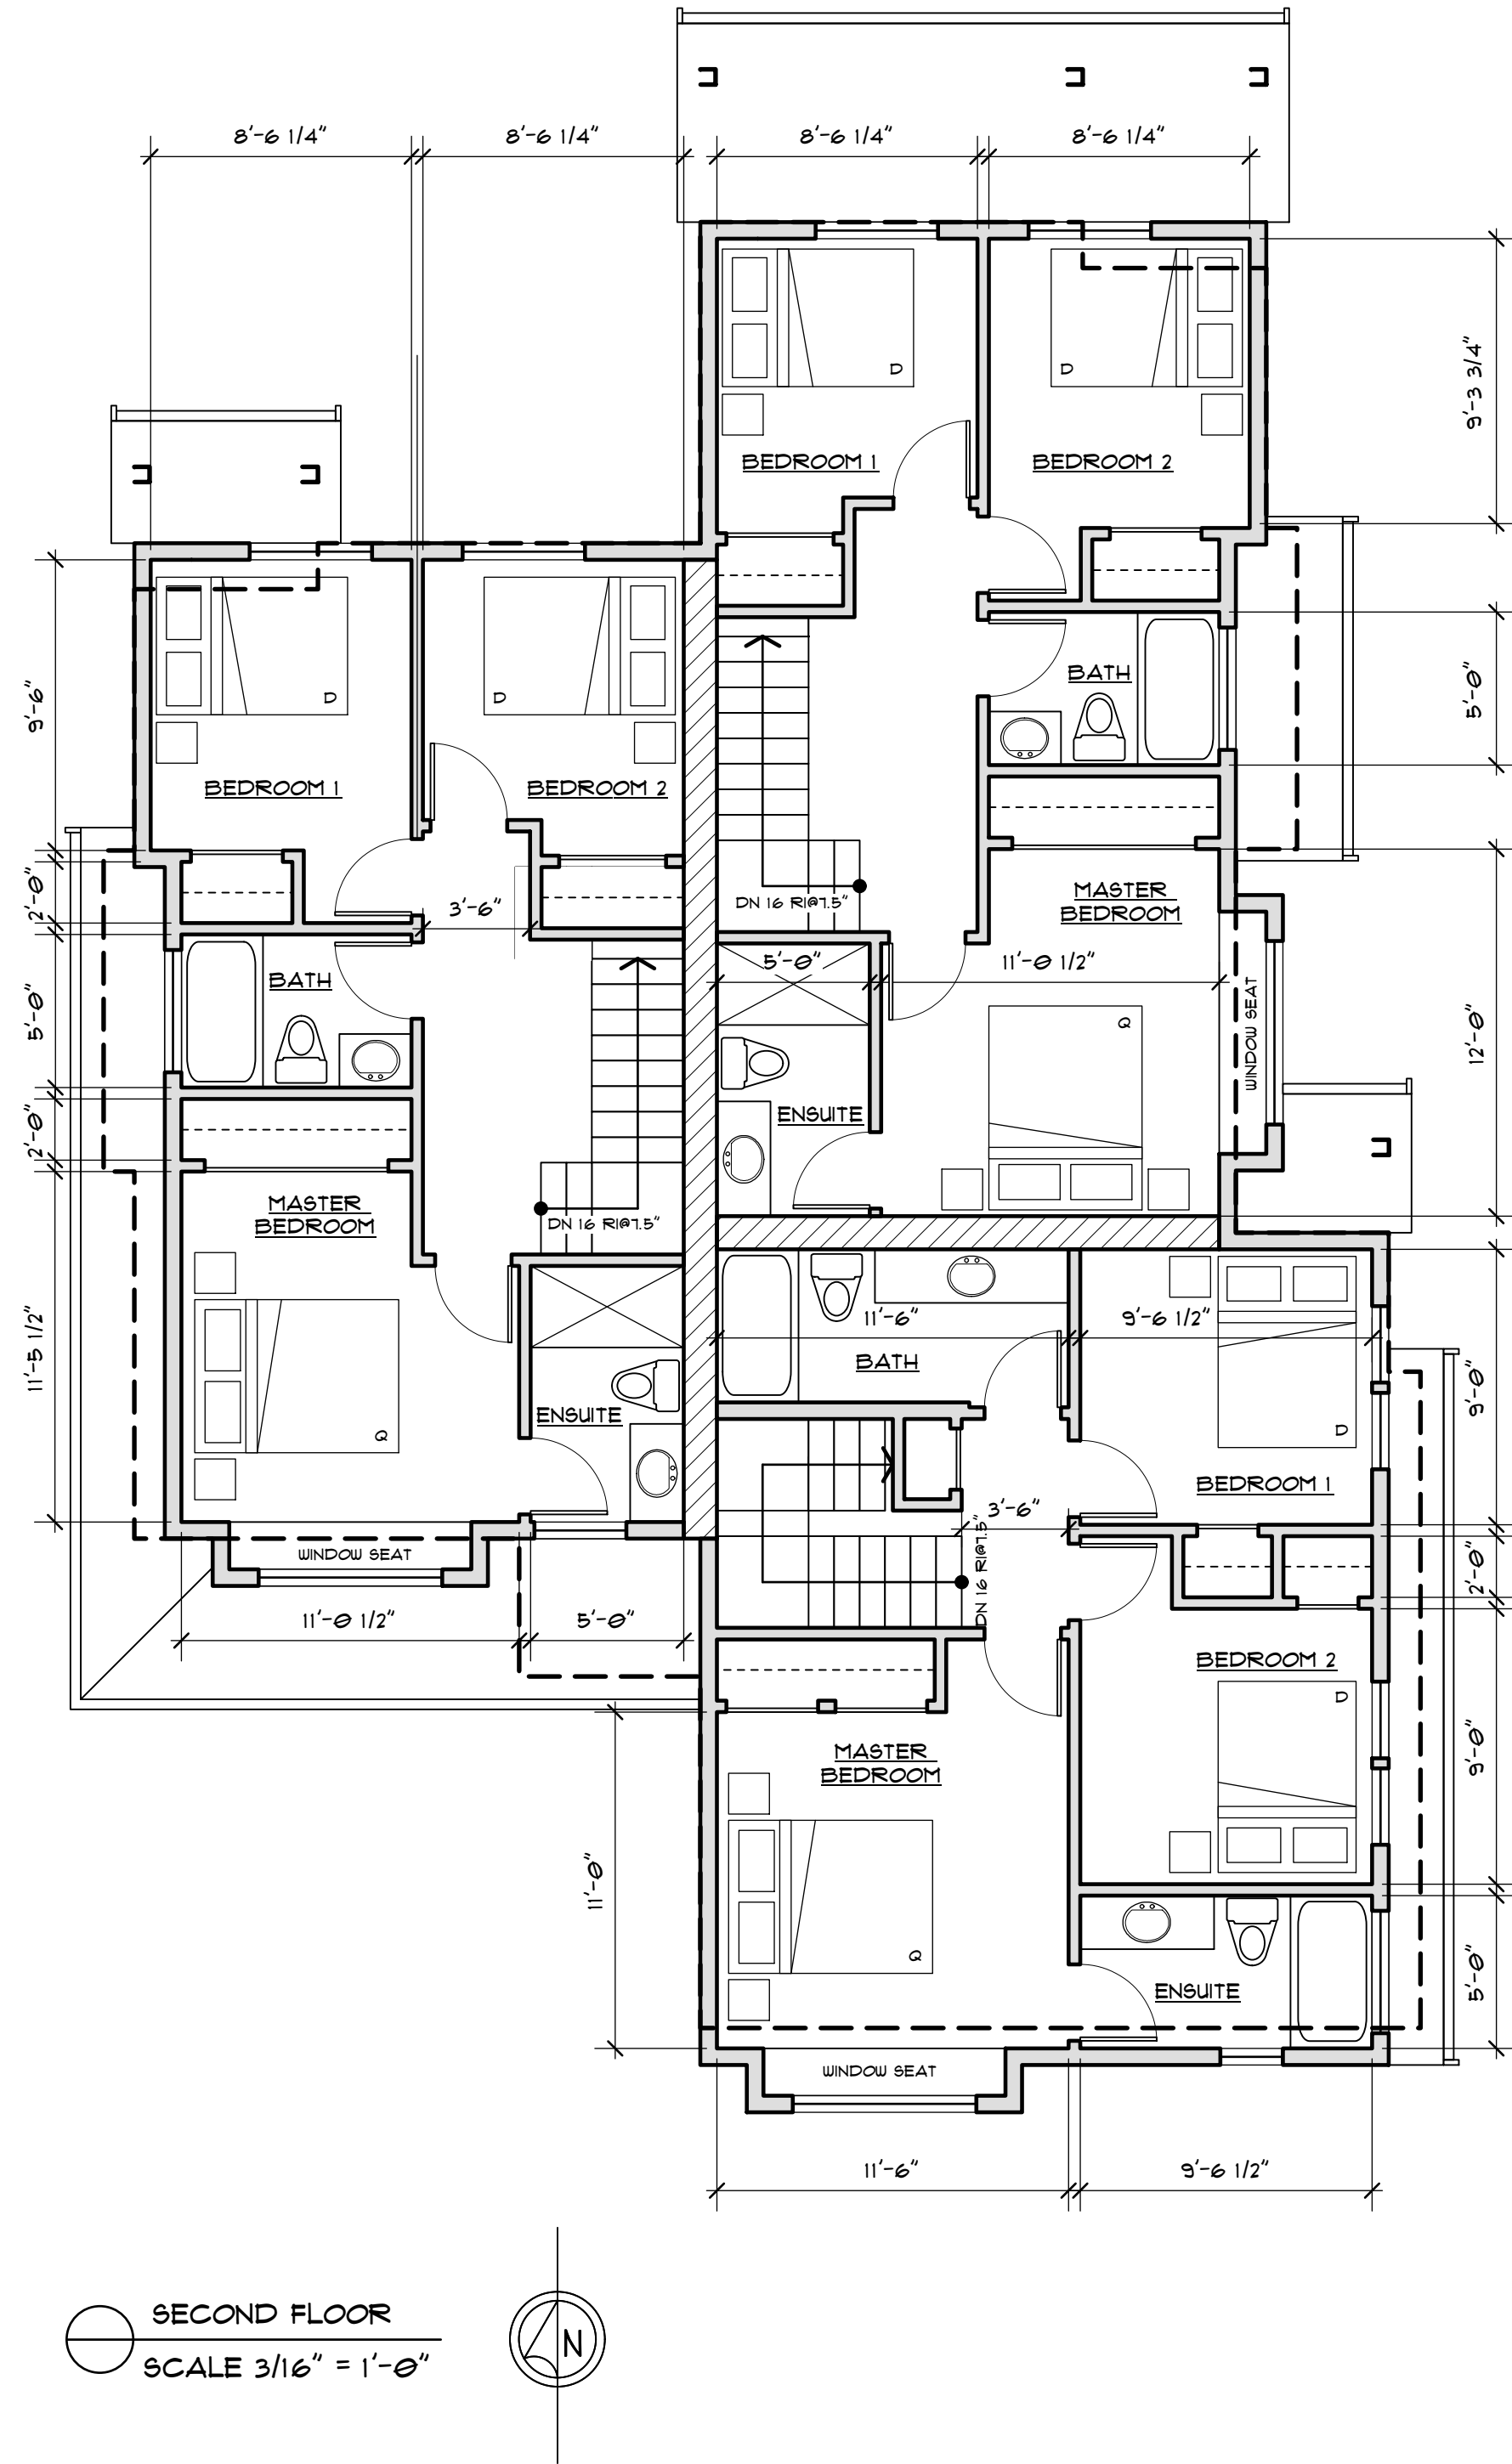 8'-6 1/4"
8'-6 1/4"
8'-6 1/4"
8'-6 1/4"
9'-3 3/4"
D
D
BEDROOM 1
BEDROOM 2
9'-6"
D
D
BATH
5'-0"
BEDROOM 1
BEDROOM 2
2'-0"
3'-6"
DN 16 RI@7.5"
MASTER
BEDROOM
5'-0"
11'-0 1/2"
BATH
5'-0"
Q
WINDOW SEAT
12'-0"
2'-0"
ENSUITE
MASTER
BEDROOM
DN 16 RI@7.5"
11'-5 1/2"
11'-6"
9'-6 1/2"
BATH
9'-0"
ENSUITE
Q
D
BEDROOM 1
3'-6"
DN 16 RI@7.5"
WINDOW SEAT
2'-0"
11'-0 1/2"
5'-0"
BEDROOM 2
D
MASTER
BEDROOM
9'-0"
11'-0"
Q
ENSUITE
5'-0"
WINDOW SEAT
11'-6"
9'-6 1/2"
SECOND FLOOR
SCALE 3/16" = 1'-0"
N